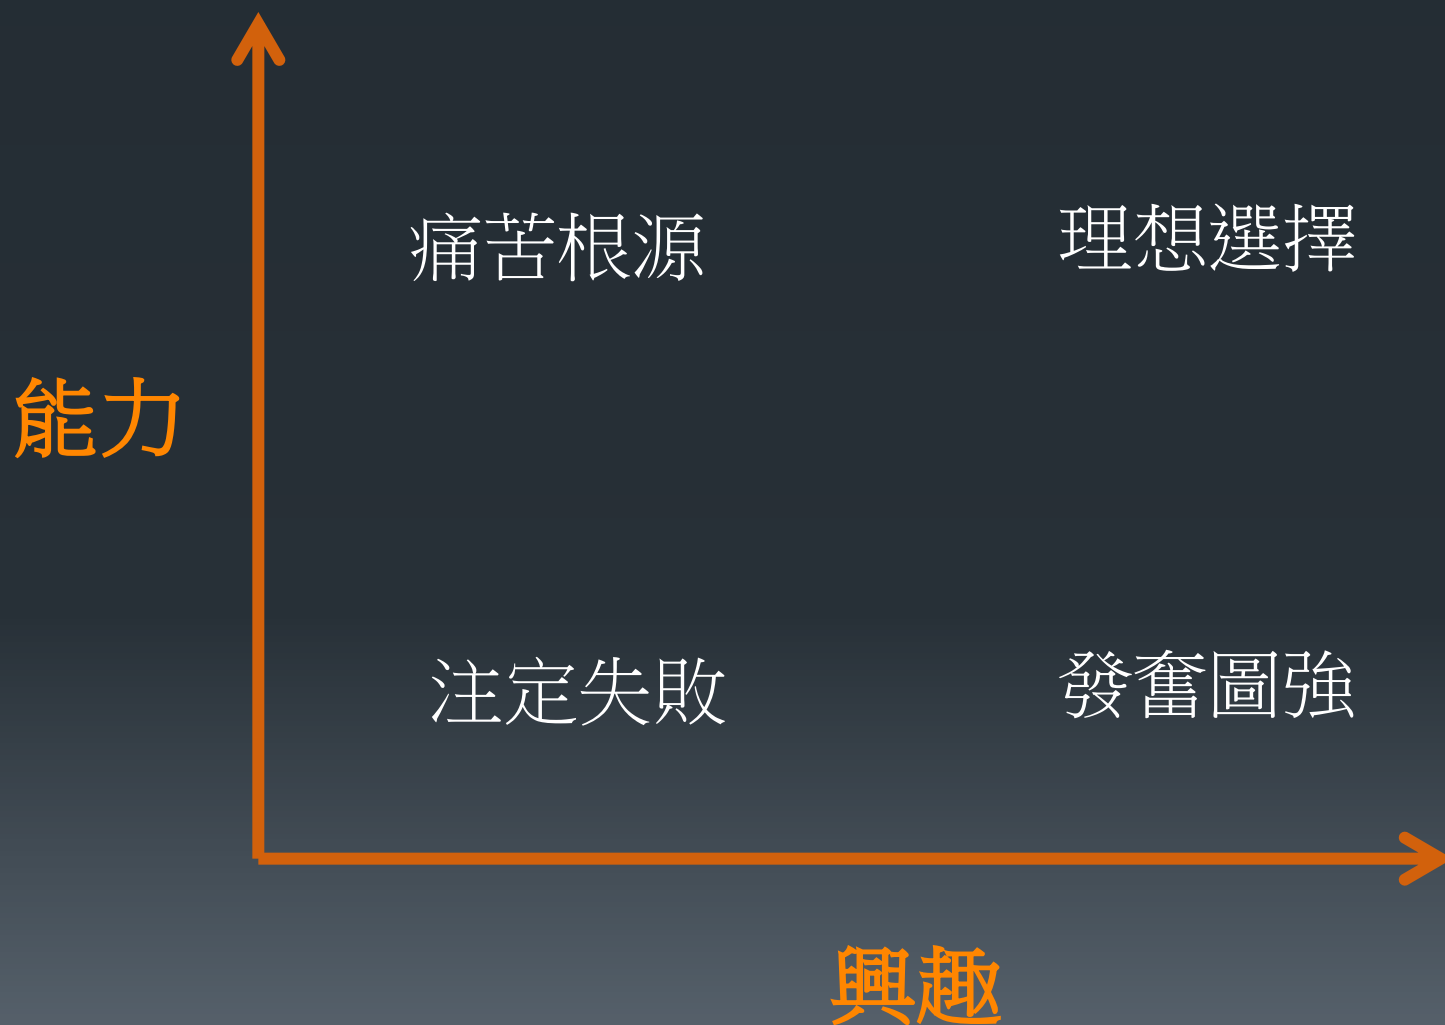 痛苦根源
理想選擇
能力
注定失敗
發奮圖強
興趣